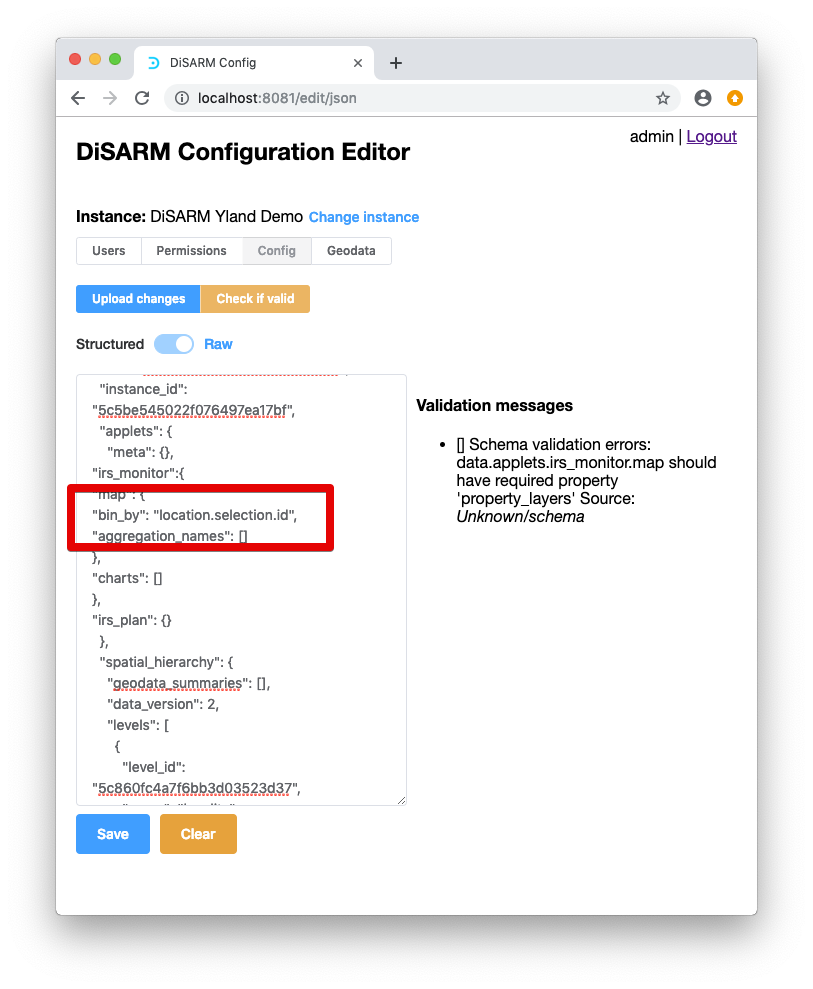 DiSARM Config
localhost:8081/edit/json
admin | Logout
DiSARM Configuration Editor
Instance: DiSARM Yland Demo Change instance
Users Permissions Config Geodata
Upload changes Check if valid
Structured Raw
"instance_id":
"5c5be545022f076497ea17bf",
"applets": {
"meta": {},
"irs_monitor":{
"map": {
"bin_by": "location.selection.id",
"aggregation_names": []
},
"charts": []
},
"irs_plan": {}
},
"spatial_hierarchy": {
"geodata_summaries": [],
"data_version": 2,
"levels": [
{
"level_id":
"5c860fc4a7f6bb3d03523d37",
Validation messages
• [] Schema validation errors:
data.applets.irs_monitor.map should
have required property
'property_layers' Source:
Unknown/schema
Save Clear